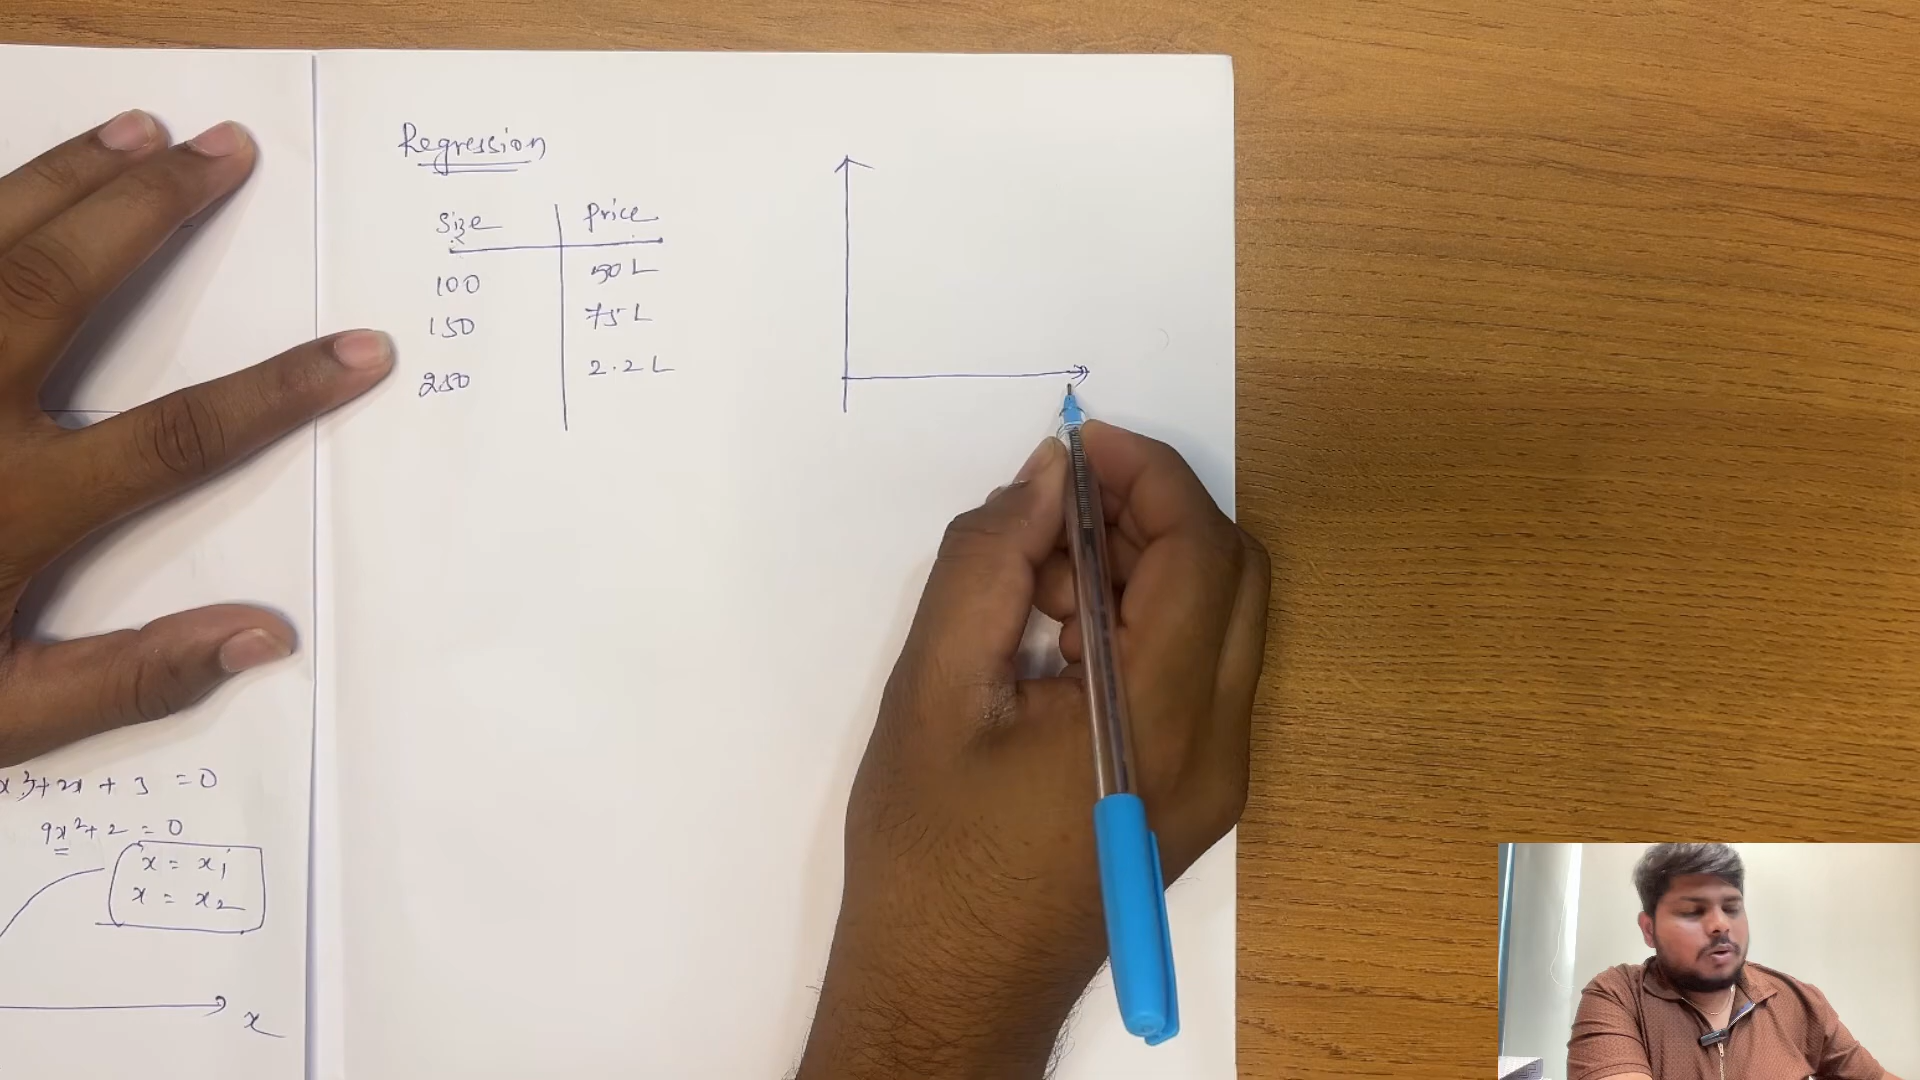 Regression
Size Price
100 50 L
150 75 L
250 2.2 L
x3+2x + 3 = 0
9x2+2 = 0
x = x1
x = x2
x